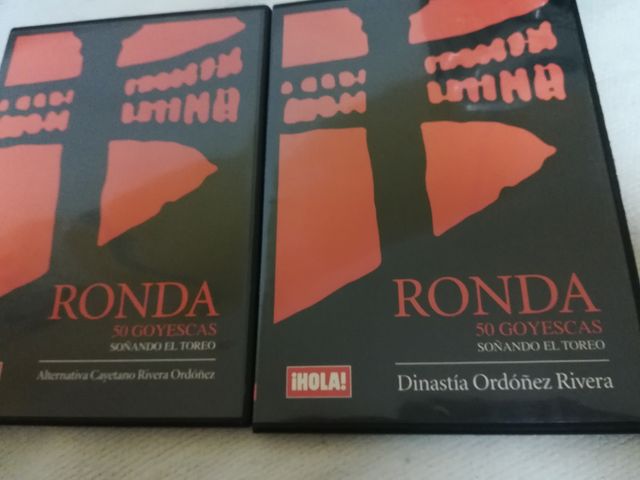 RONDA
50 GOYESCAS
SOÑANDO EL TOREO
Alternativa Cayetano Rivera Ordóñez
RONDA
50 GOYESCAS
SOÑANDO EL TOREO
¡HOLA!
Dinastía Ordóñez Rivera